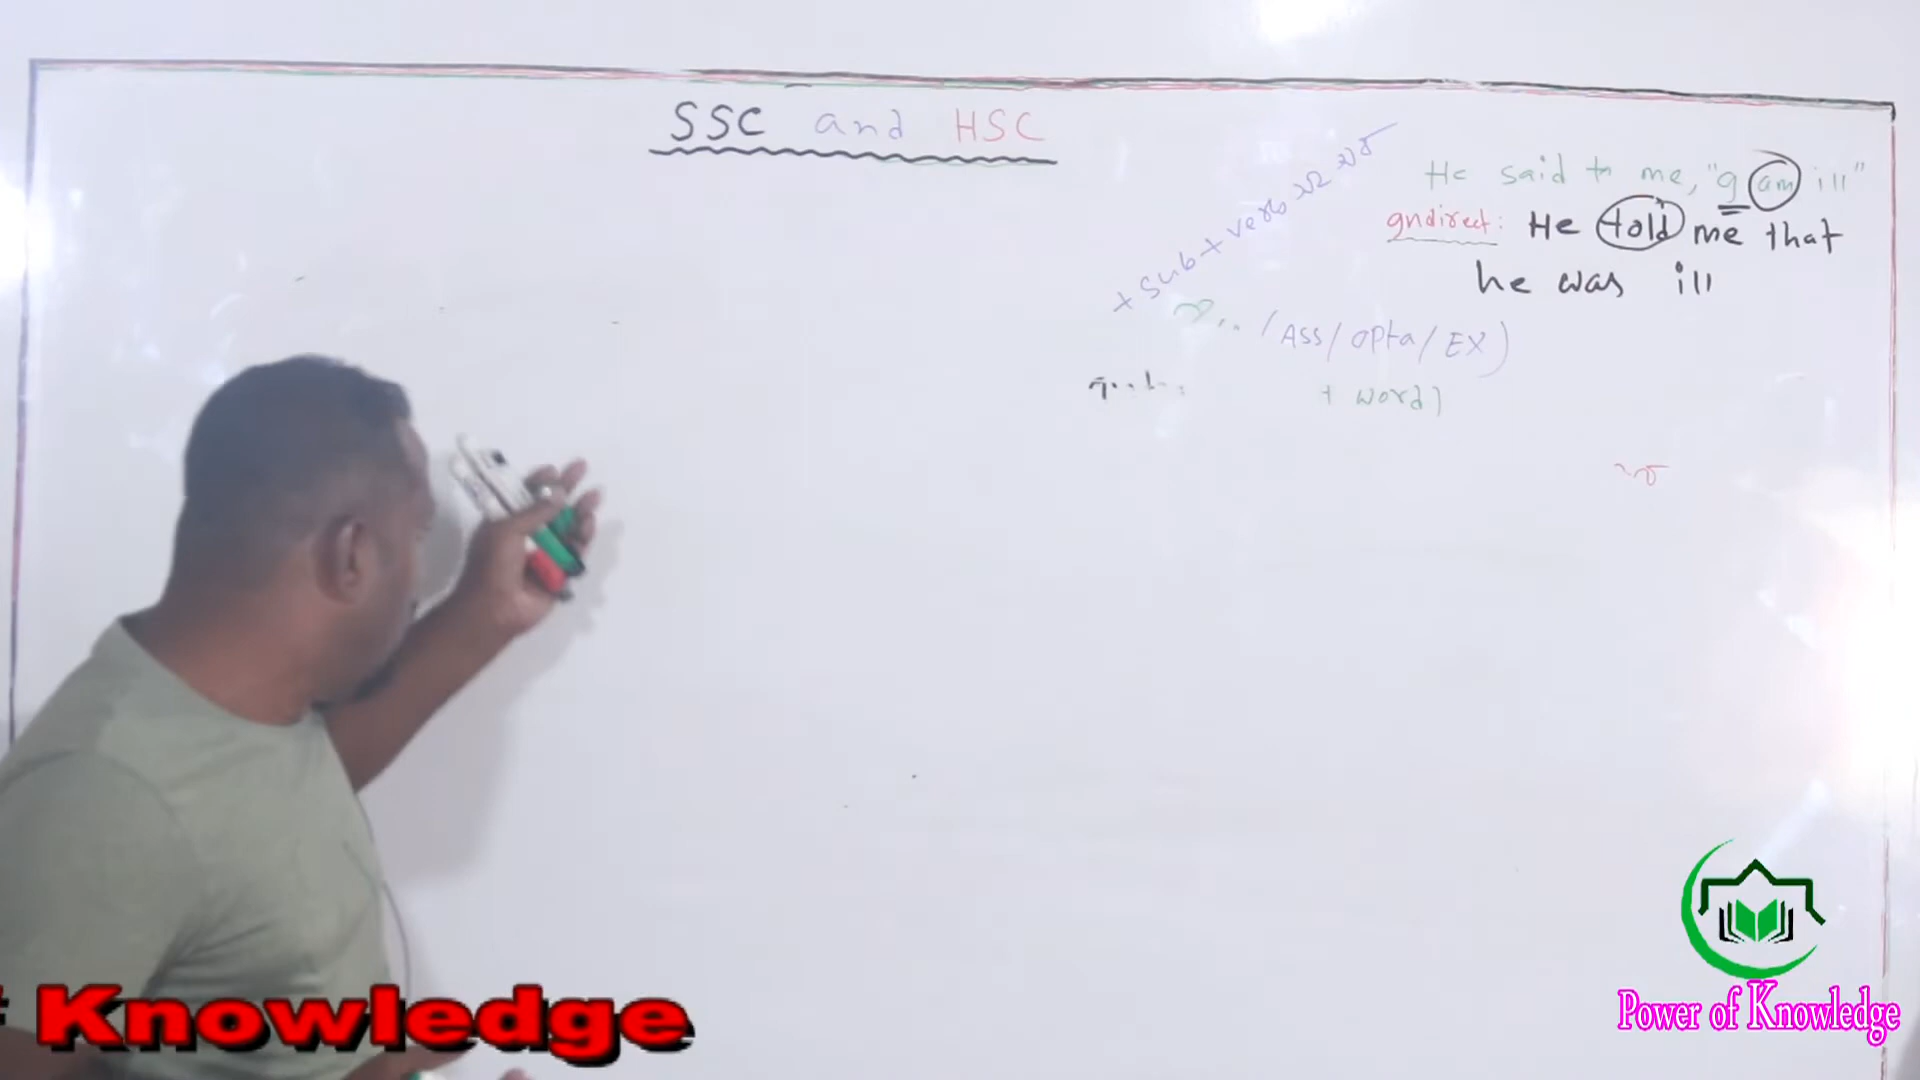 SSC and HSC
He said to me, "I am ill"
Indirect: He told me that
he was ill
+ sub + verb
/ Ass / opta / EX)
+ word)
Knowledge
Power of Knowledge